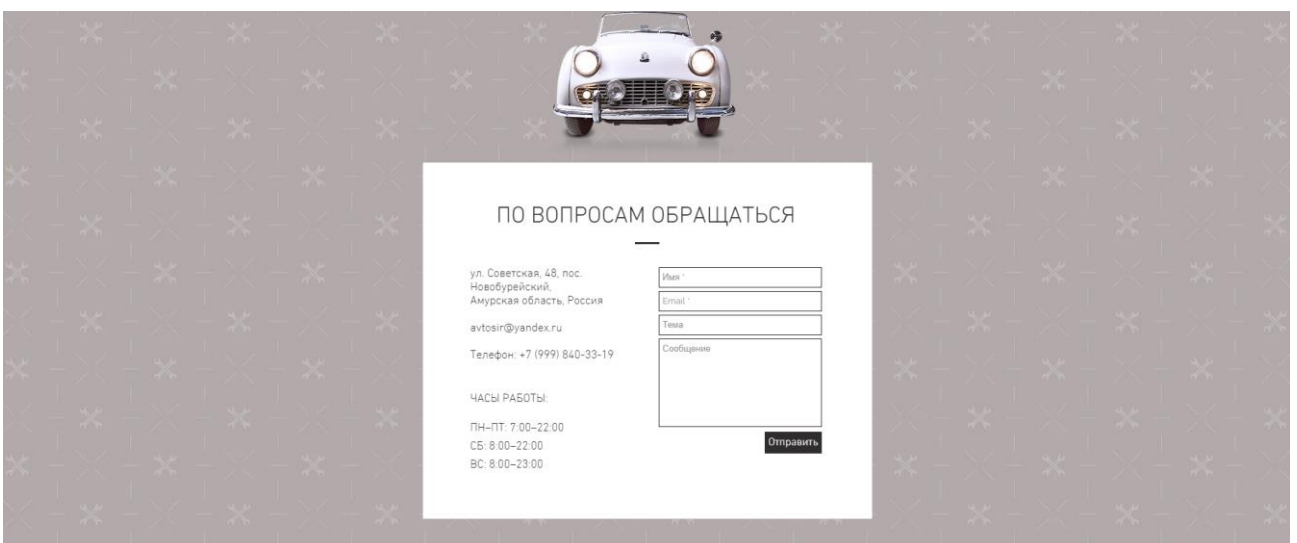 ПО ВОПРОСАМ ОБРАЩАТЬСЯ
ул. Советская, 48, пос.
Новобурейский,
Амурская область, Россия
avtosir@yandex.ru
Телефон: +7 (999) 840-33-19
ЧАСЫ РАБОТЫ:
ПН–ПТ: 7:00–22:00
СБ: 8:00–22:00
ВС: 8:00–23:00
Имя *
Email *
Тема
Сообщение
Отправить